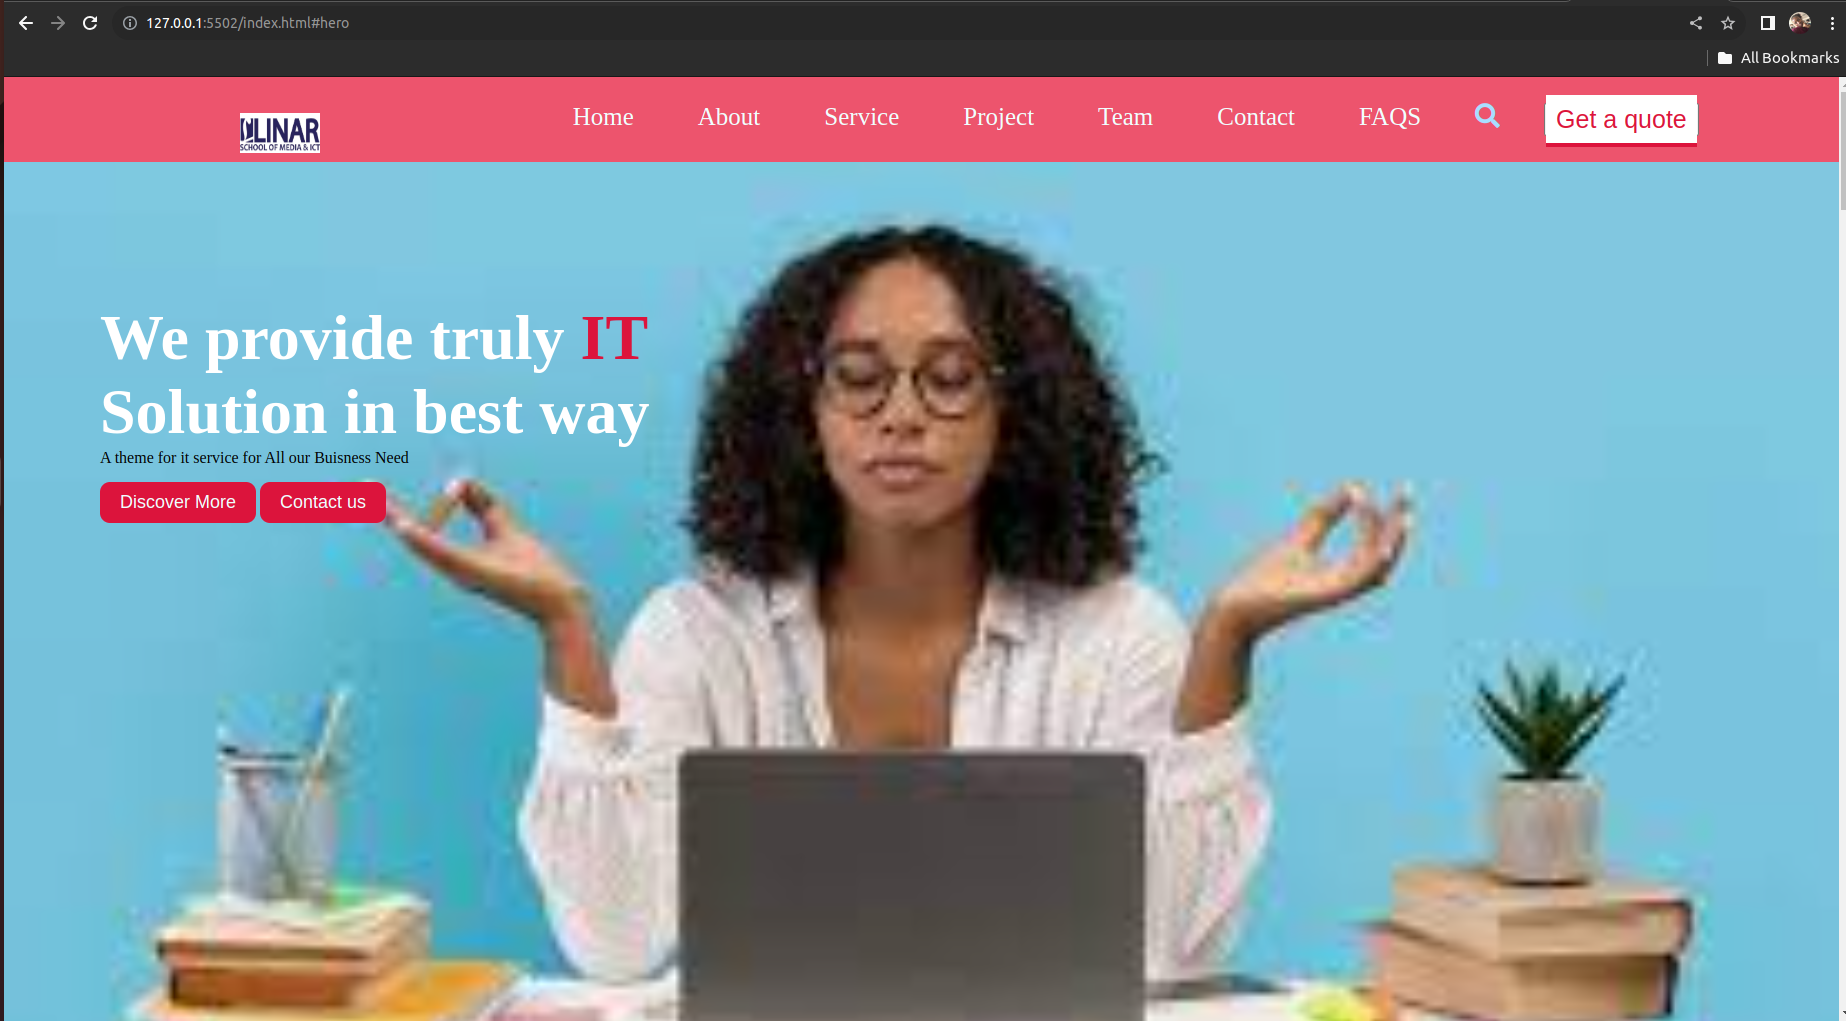 127.0.0.1:5502/index.html#hero
All Bookmarks
LINAR
SCHOOL OF MEDIA & ICT
Home About Service Project Team Contact FAQS Get a quote
We provide truly IT
Solution in best way
A theme for it service for All our Buisness Need
Discover More Contact us